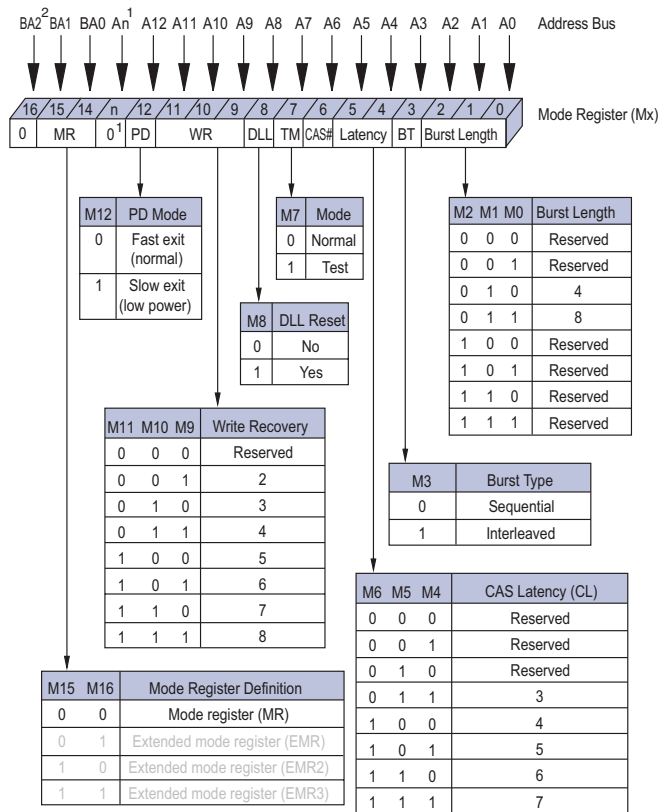 BA2² BA1 BA0 An¹ A12 A11 A10 A9 A8 A7 A6 A5 A4 A3 A2 A1 A0 Address Bus
16 15 14 n 12 11 10 9 8 7 6 5 4 3 2 1 0 Mode Register (Mx)
0 MR 0¹ PD WR DLL TM CAS# Latency BT Burst Length
M12 PD Mode
0 Fast exit
(normal)
1 Slow exit
(low power)
M7 Mode
0 Normal
1 Test
M2 M1 M0 Burst Length
0 0 0 Reserved
0 0 1 Reserved
0 1 0 4
0 1 1 8
1 0 0 Reserved
1 0 1 Reserved
1 1 0 Reserved
1 1 1 Reserved
M8 DLL Reset
0 No
1 Yes
M11 M10 M9 Write Recovery
0 0 0 Reserved
0 0 1 2
0 1 0 3
0 1 1 4
1 0 0 5
1 0 1 6
1 1 0 7
1 1 1 8
M3 Burst Type
0 Sequential
1 Interleaved
M6 M5 M4 CAS Latency (CL)
0 0 0 Reserved
0 0 1 Reserved
0 1 0 Reserved
0 1 1 3
1 0 0 4
1 0 1 5
1 1 0 6
1 1 1 7
M15 M16 Mode Register Definition
0 0 Mode register (MR)
0 1 Extended mode register (EMR)
1 0 Extended mode register (EMR2)
1 1 Extended mode register (EMR3)